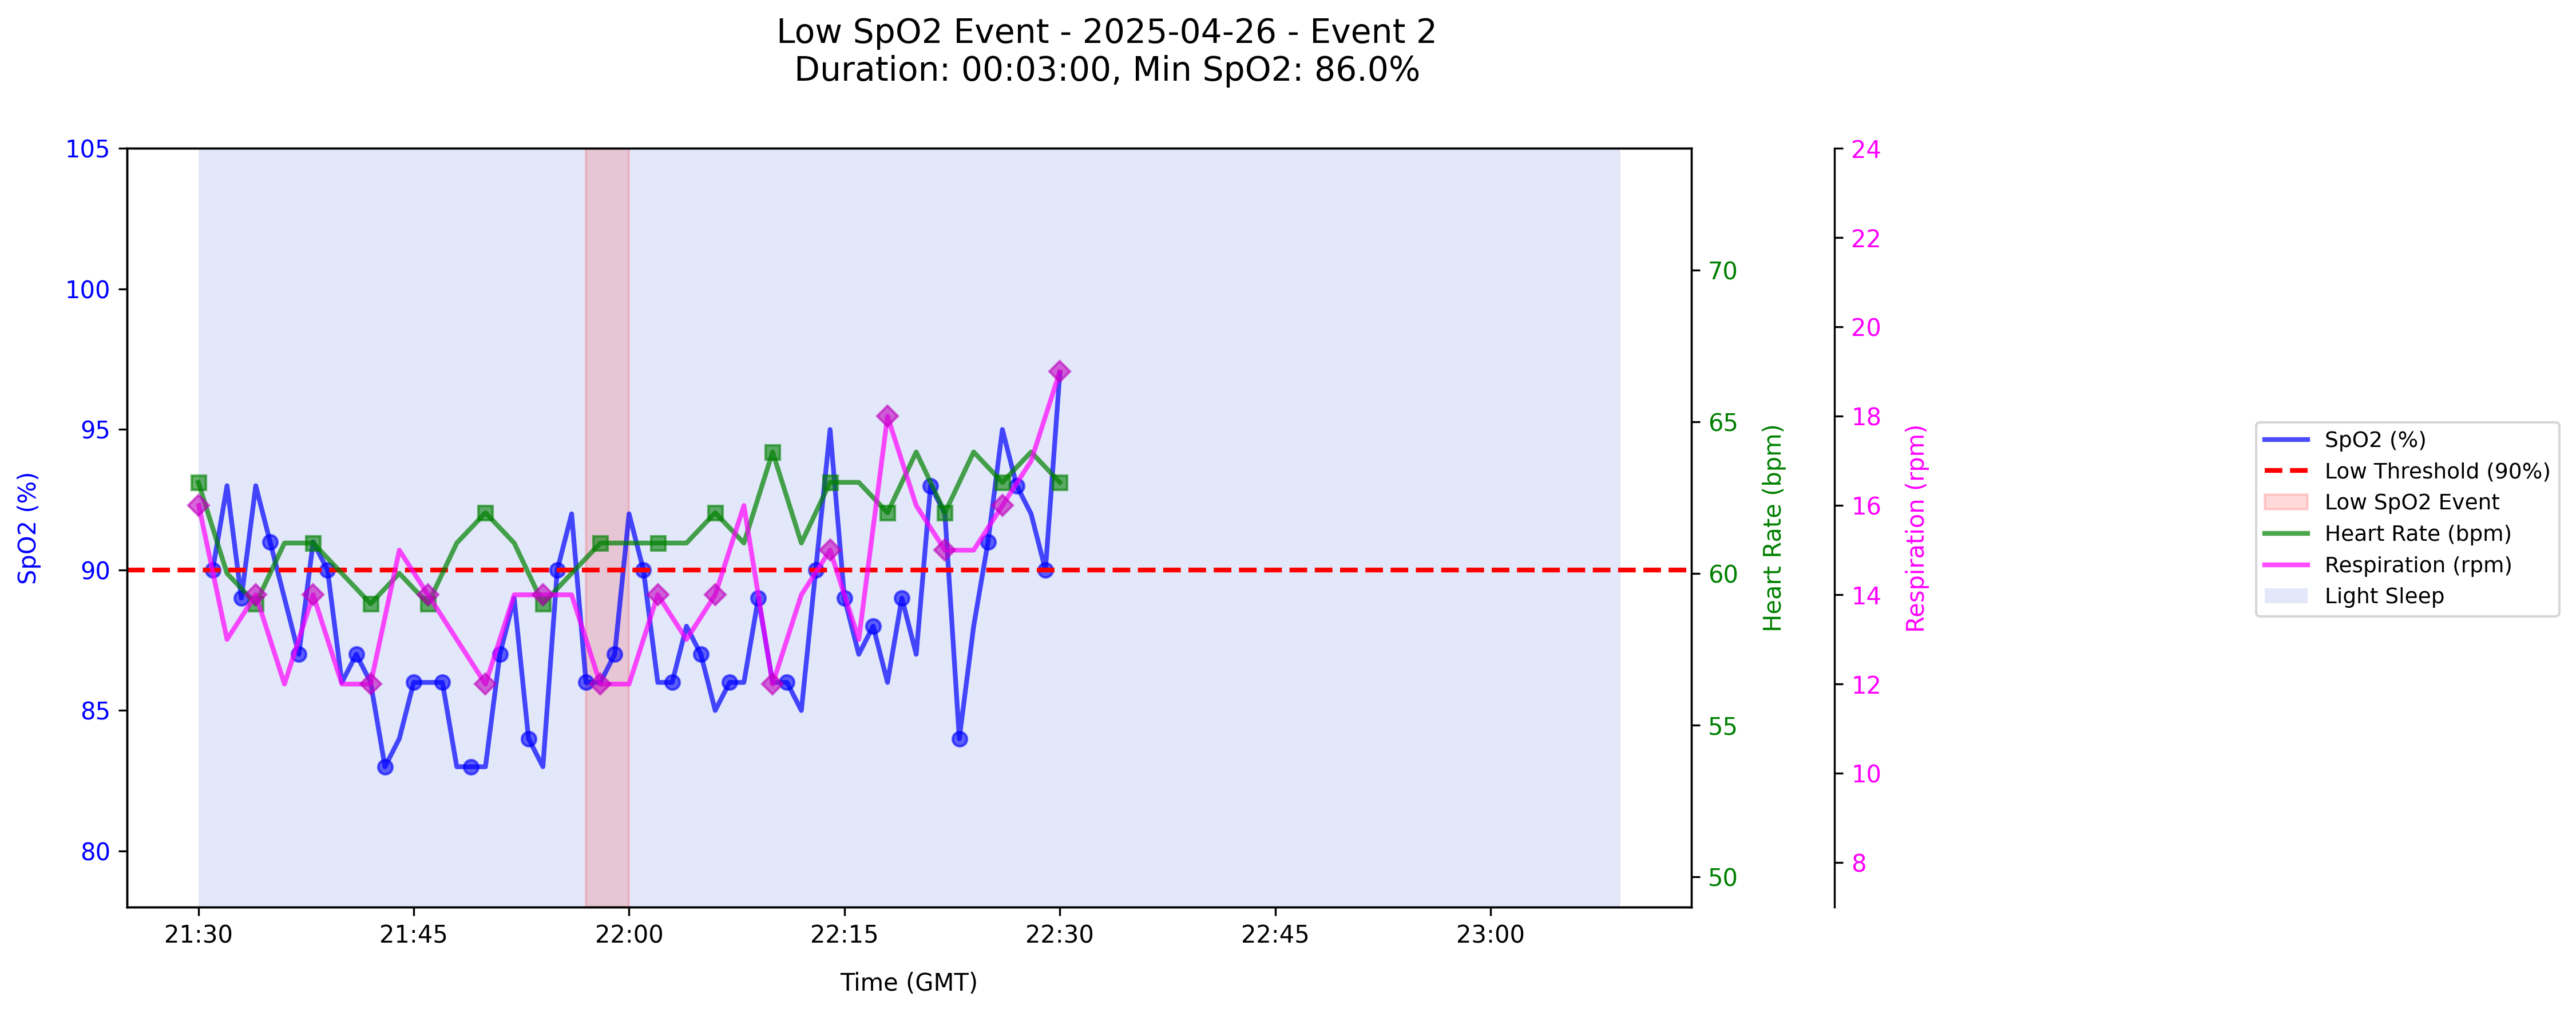 Low SpO2 Event - 2025-04-26 - Event 2
Duration: 00:03:00, Min SpO2: 86.0%
105
100
95
90
85
80
SpO2 (%)
70
65
60
55
50
Heart Rate (bpm)
24
22
20
18
16
14
12
10
8
Respiration (rpm)
SpO2 (%)
Low Threshold (90%)
Low SpO2 Event
Heart Rate (bpm)
Respiration (rpm)
Light Sleep
21:30
21:45
22:00
22:15
22:30
22:45
23:00
Time (GMT)